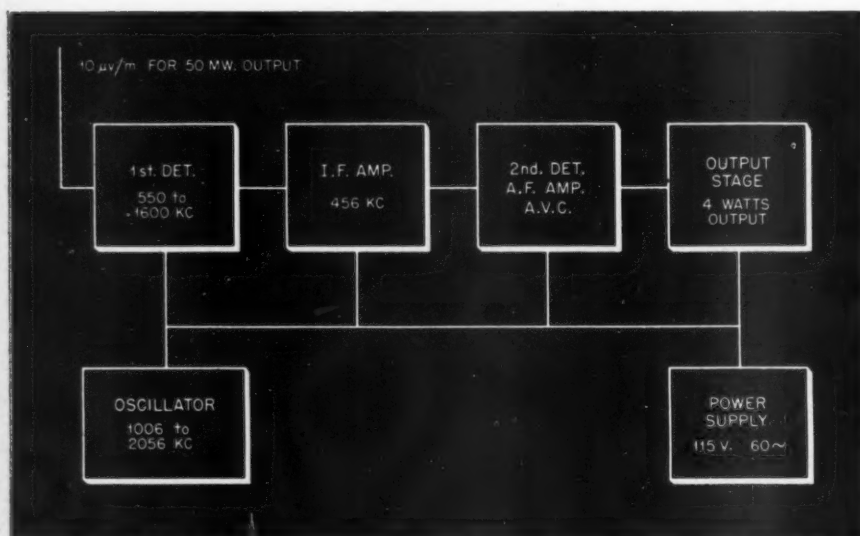 10 μv/m FOR 50 MW. OUTPUT
1st. DET.
550 to
1600 KC
I.F. AMP.
456 KC
2nd. DET.
A.F. AMP.
A.V.C.
OUTPUT
STAGE
4 WATTS
OUTPUT
OSCILLATOR
1006 to
2056 KC
POWER
SUPPLY
115 V. 60~